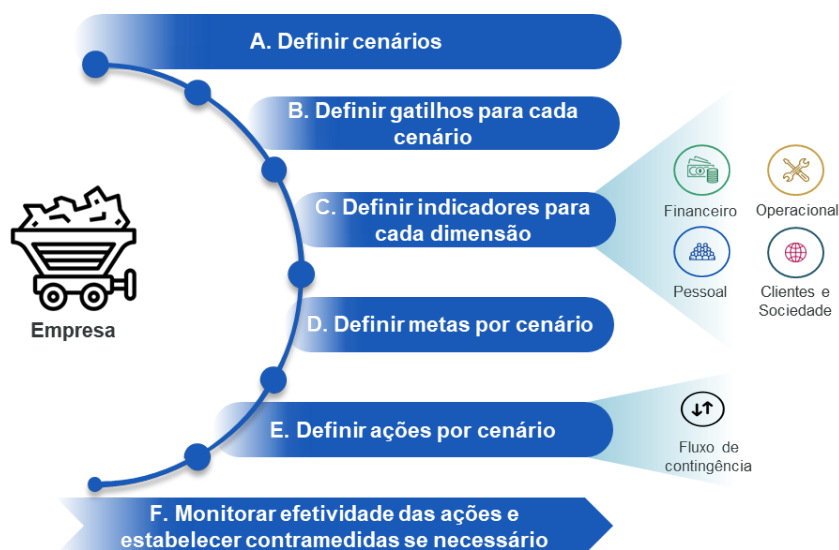 A. Definir cenários
B. Definir gatilhos para cada
cenário
C. Definir indicadores para
cada dimensão
Financeiro
Operacional
Pessoal
Clientes e
Sociedade
Empresa
D. Definir metas por cenário
E. Definir ações por cenário
Fluxo de
contingência
F. Monitorar efetividade das ações e
estabelecer contramedidas se necessário